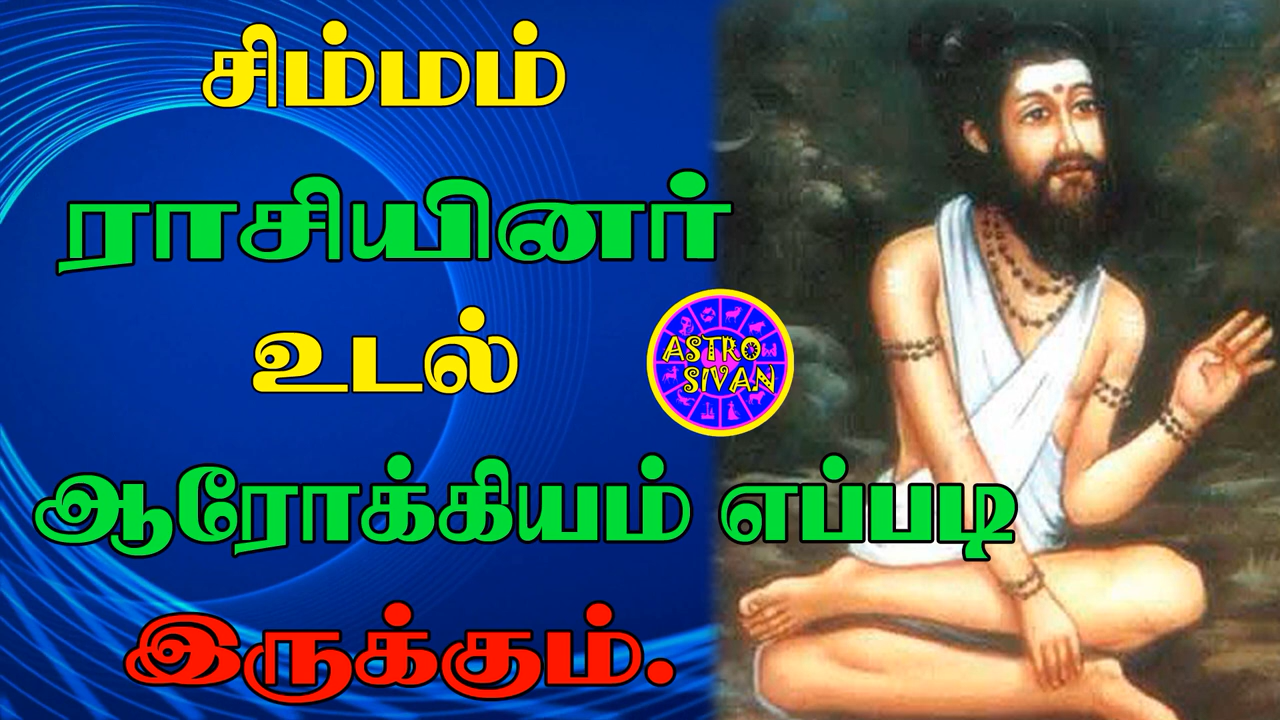 சிம்மம்
ராசியினர்
உடல்
ASTRO
SIVAN
ஆரோக்கியம் எப்படி
இருக்கும்.